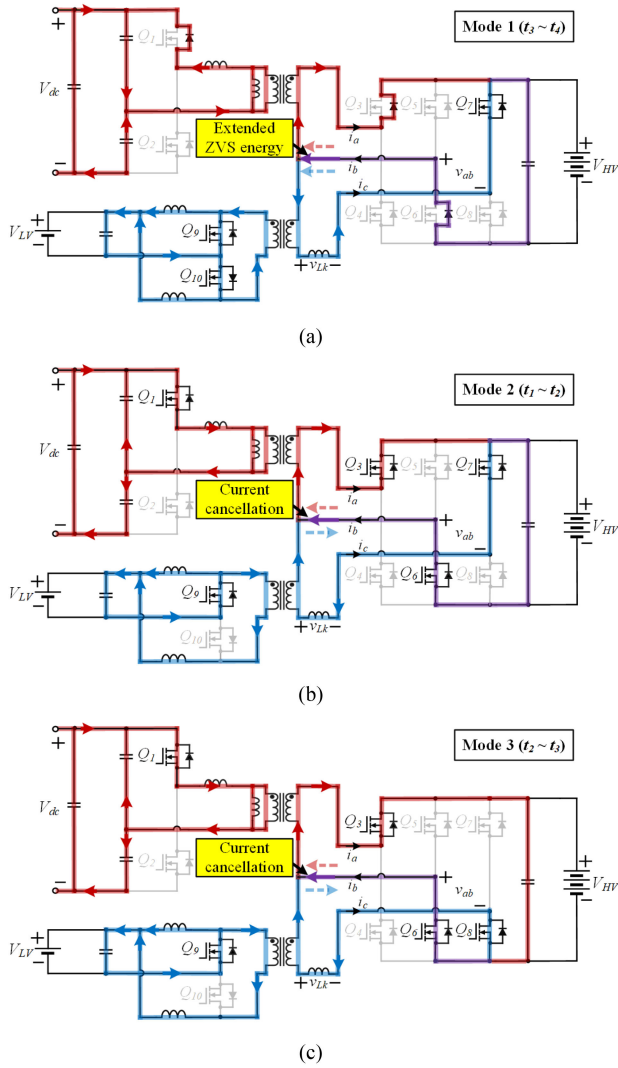 Mode 1 (t3 ~ t4)
+
Q1
Vdc
Q2
−
Extended
ZVS energy
Q3
Q5
Q7
ia
ib
+
vab
ic
−
Q4
Q6
Q8
+
VHV
−
+
VLV
−
Q9
Q10
+ vLk −
(a)
Mode 2 (t1 ~ t2)
+
Q1
Vdc
Q2
−
Current
cancellation
Q3
Q5
Q7
ia
ib
+
vab
ic
−
Q4
Q6
Q8
+
VHV
−
+
VLV
−
Q9
Q10
+ vLk −
(b)
Mode 3 (t2 ~ t3)
+
Q1
Vdc
Q2
−
Current
cancellation
Q3
Q5
Q7
ia
ib
+
vab
ic
−
Q4
Q6
Q8
+
VHV
−
+
VLV
−
Q9
Q10
+ vLk −
(c)